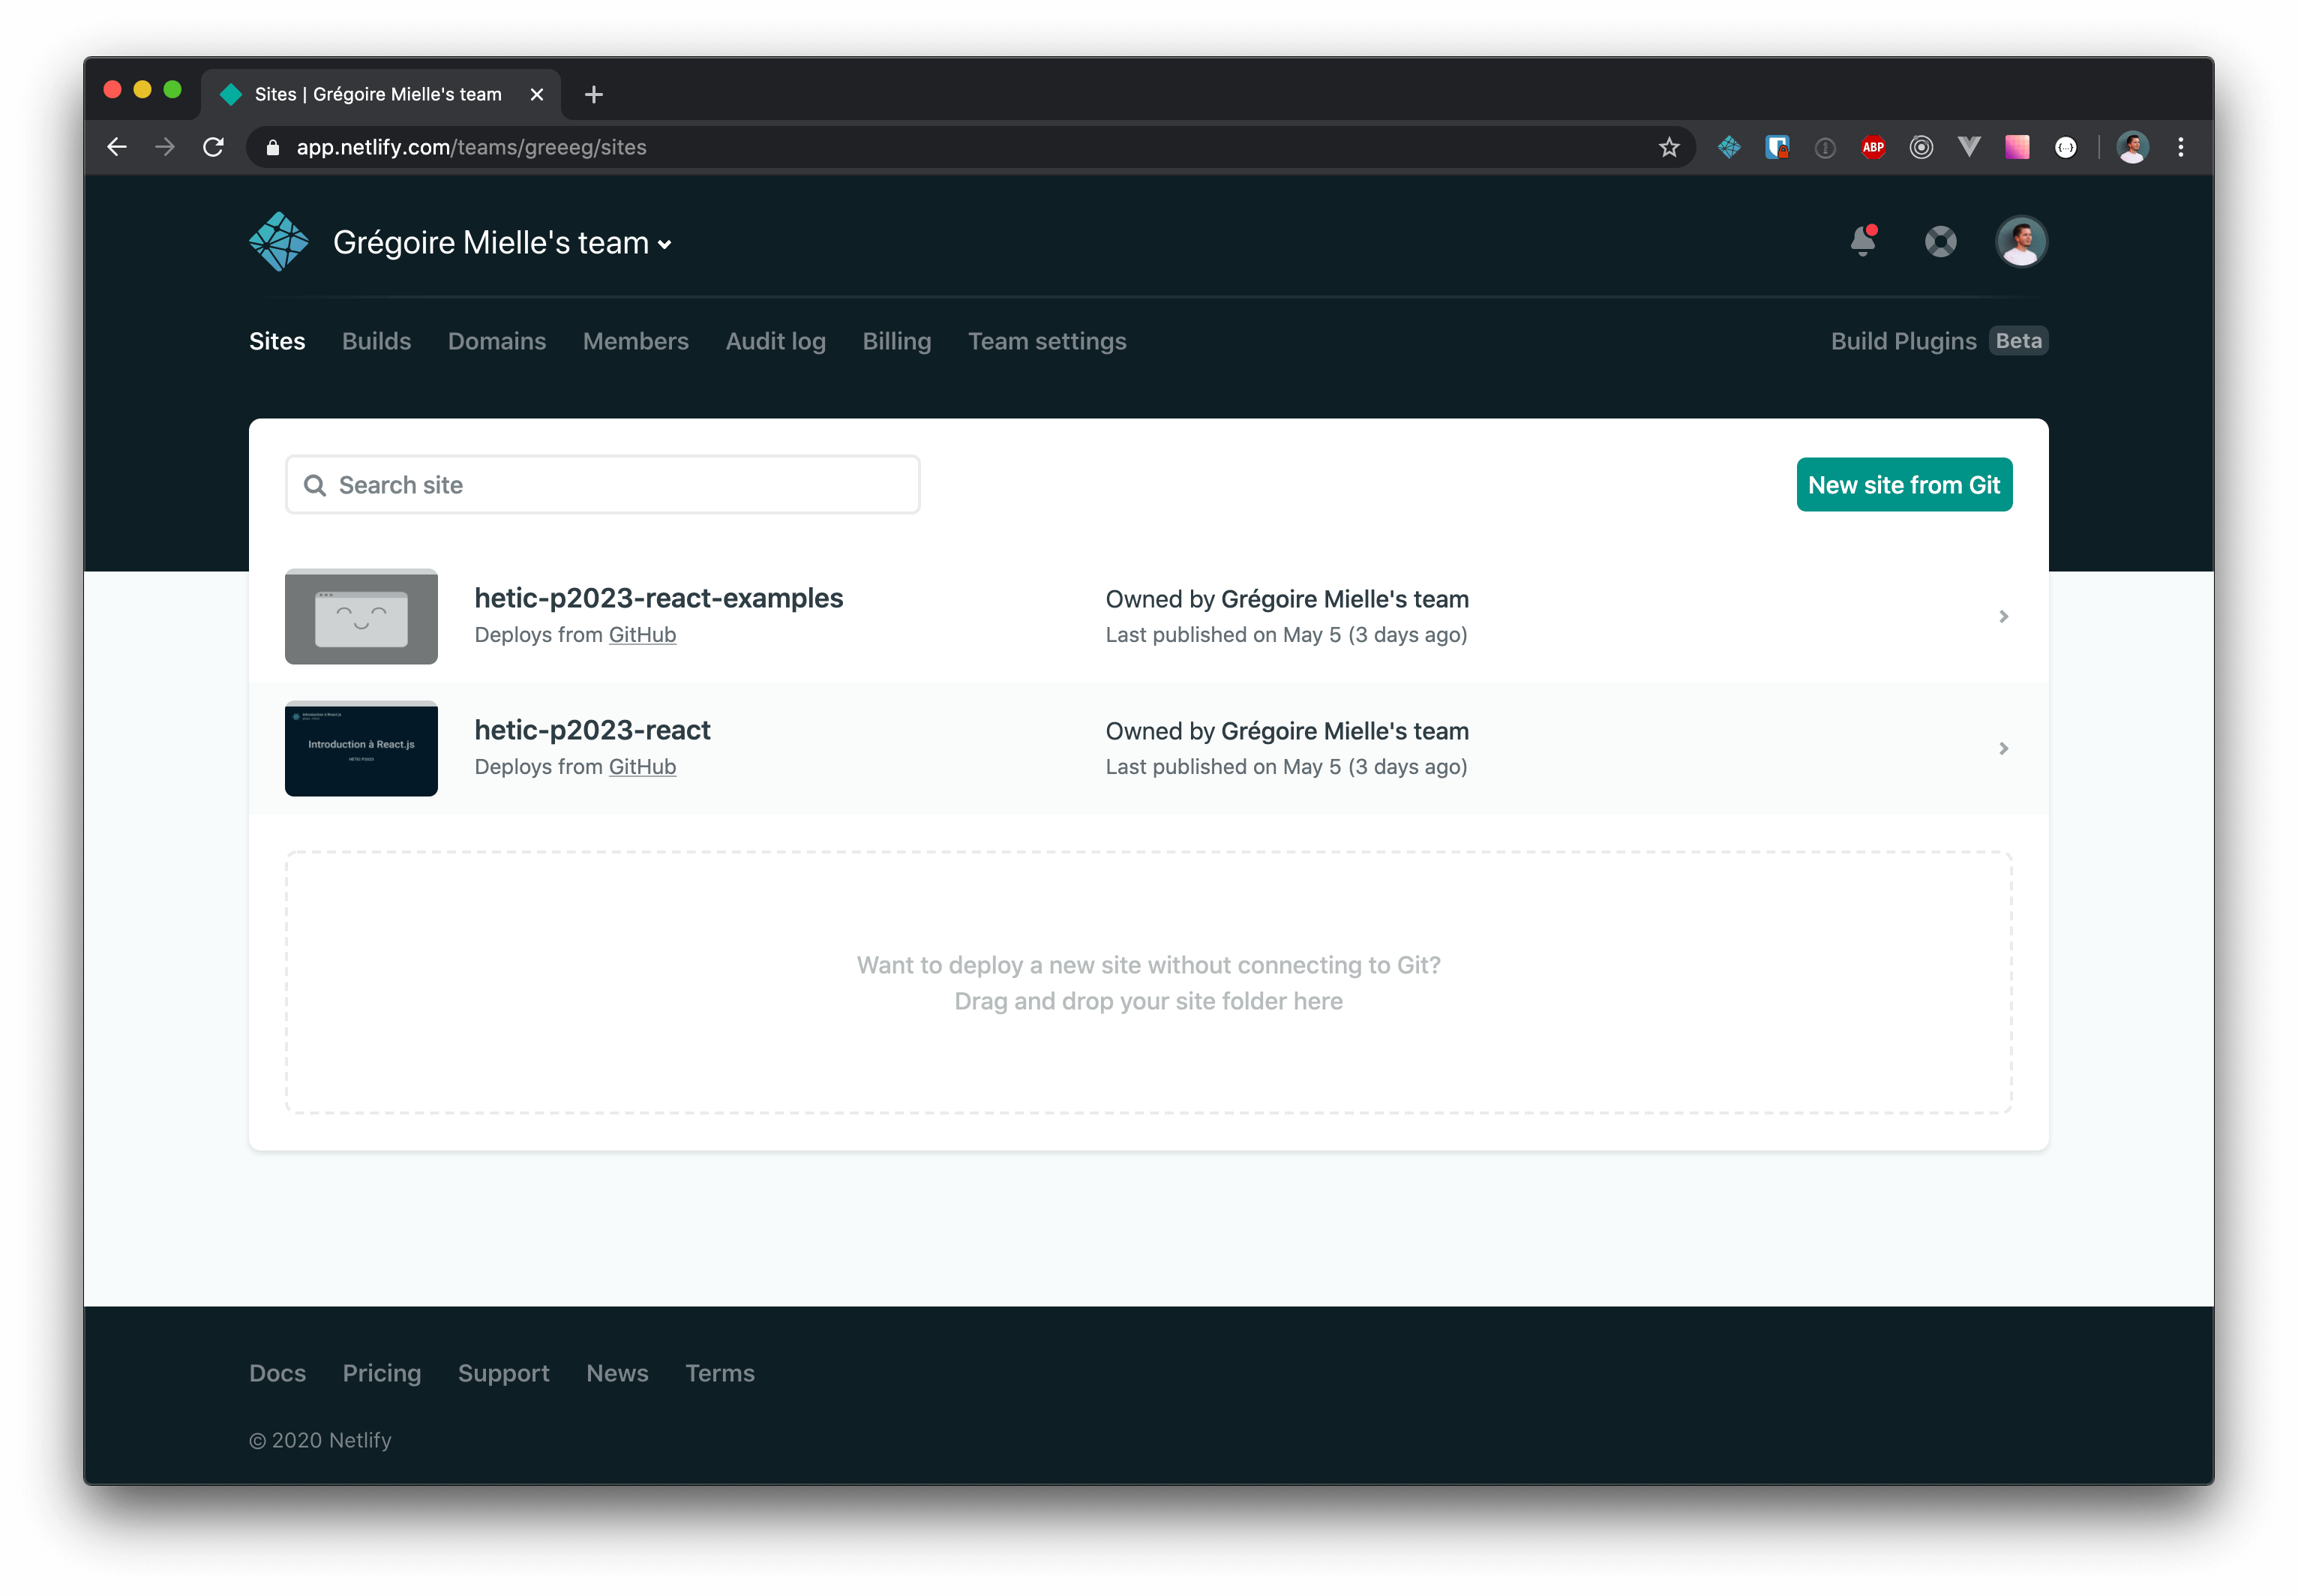 Sites | Grégoire Mielle's team
app.netlify.com/teams/greeeg/sites
ABP
Grégoire Mielle's team
Sites Builds Domains Members Audit log Billing Team settings Build Plugins Beta
Search site
New site from Git
hetic-p2023-react-examples
Deploys from GitHub
Owned by Grégoire Mielle's team
Last published on May 5 (3 days ago)
Introduction à React.js
Introduction à React.js
HETIC P2023
hetic-p2023-react
Deploys from GitHub
Owned by Grégoire Mielle's team
Last published on May 5 (3 days ago)
Want to deploy a new site without connecting to Git?
Drag and drop your site folder here
Docs Pricing Support News Terms
© 2020 Netlify